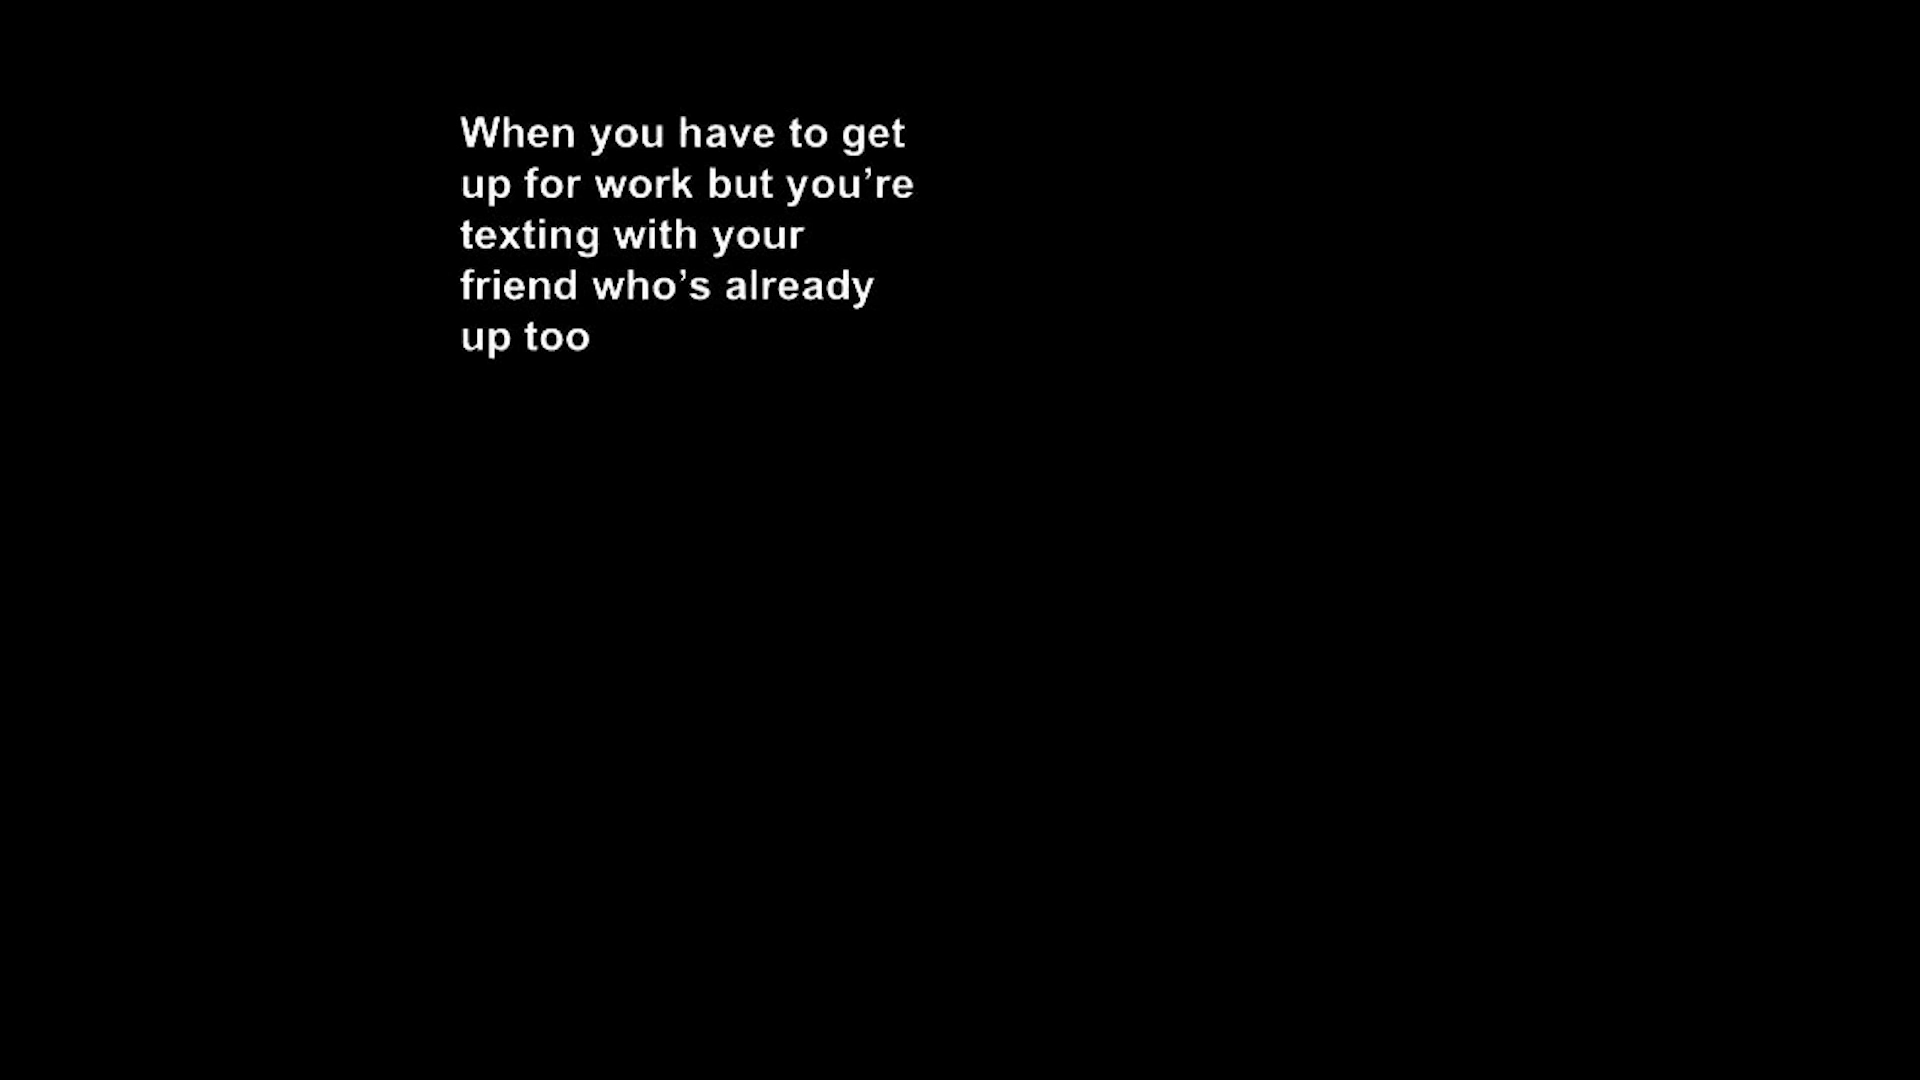 When you have to get
up for work but you’re
texting with your
friend who’s already
up too